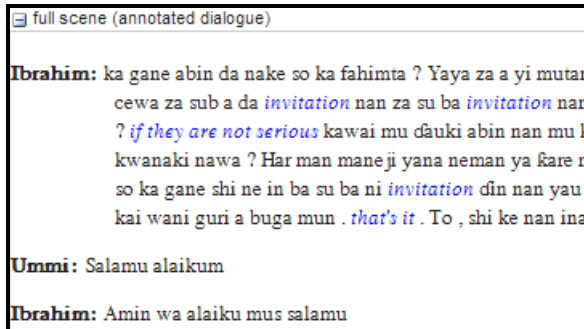 full scene (annotated dialogue)
Ibrahim: ka gane abin da nake so ka fahimta ? Yaya za a yi mutan
cewa za sub a da invitation nan za su ba invitation nan
? if they are not serious kawai mu ɗauki abin nan mu
kwanaki nawa ? Har man maneji yana neman ya ƙare
so ka gane shi ne in ba su ba ni invitation ɗin nan yau
kai wani guri a buga mun . that's it . To , shi ke nan ina
Ummi: Salamu alaikum
Ibrahim: Amin wa alaiku mus salamu